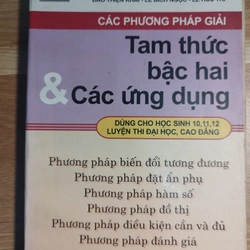 CÁC PHƯƠNG PHÁP GIẢI
Tam thức
bậc hai
& Các ứng dụng
DÙNG CHO HỌC SINH 10,11,12
LUYỆN THI ĐẠI HỌC, CAO ĐẲNG
Phương pháp biến đổi tương đương
Phương pháp đặt ẩn phụ
Phương pháp hàm số
Phương pháp đồ thị
Phương pháp điều kiện cần và đủ
Phương pháp đánh giá